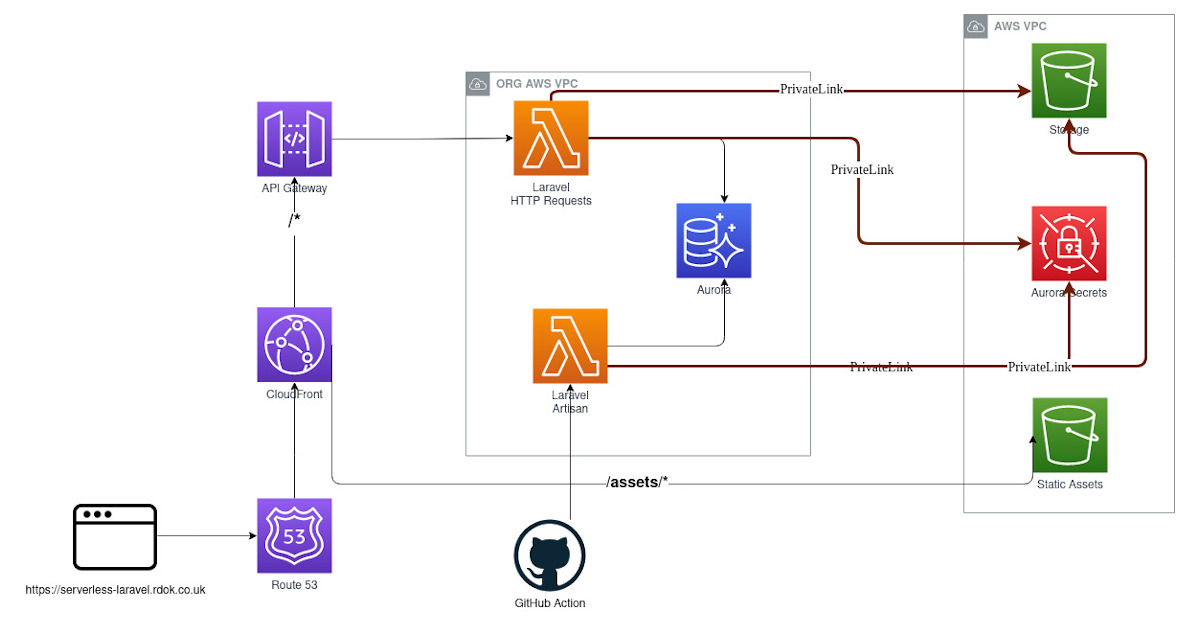 AWS VPC
ORG AWS VPC
PrivateLink
Storage
API Gateway
</>
Laravel
HTTP Requests
PrivateLink
/*
Aurora
Aurora Secrets
CloudFront
Laravel
Artisan
PrivateLink
PrivateLink
/assets/*
Static Assets
53
https://serverless-laravel.rdok.co.uk
Route 53
GitHub Action